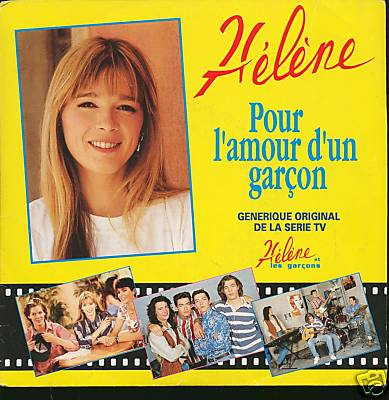 Hélène
Pour
l'amour d'un
garçon
GENERIQUE ORIGINAL
DE LA SERIE TV
Hélène et
les garçons